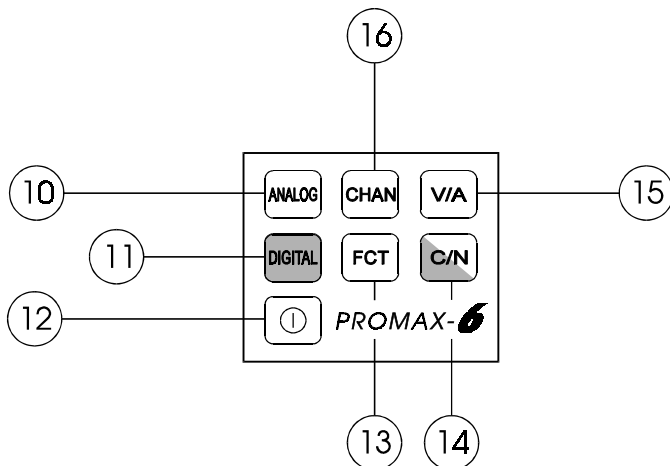 16
10 ANALOG CHAN V/A 15
11 DIGITAL FCT C/N
12 PROMAX-6
13 14